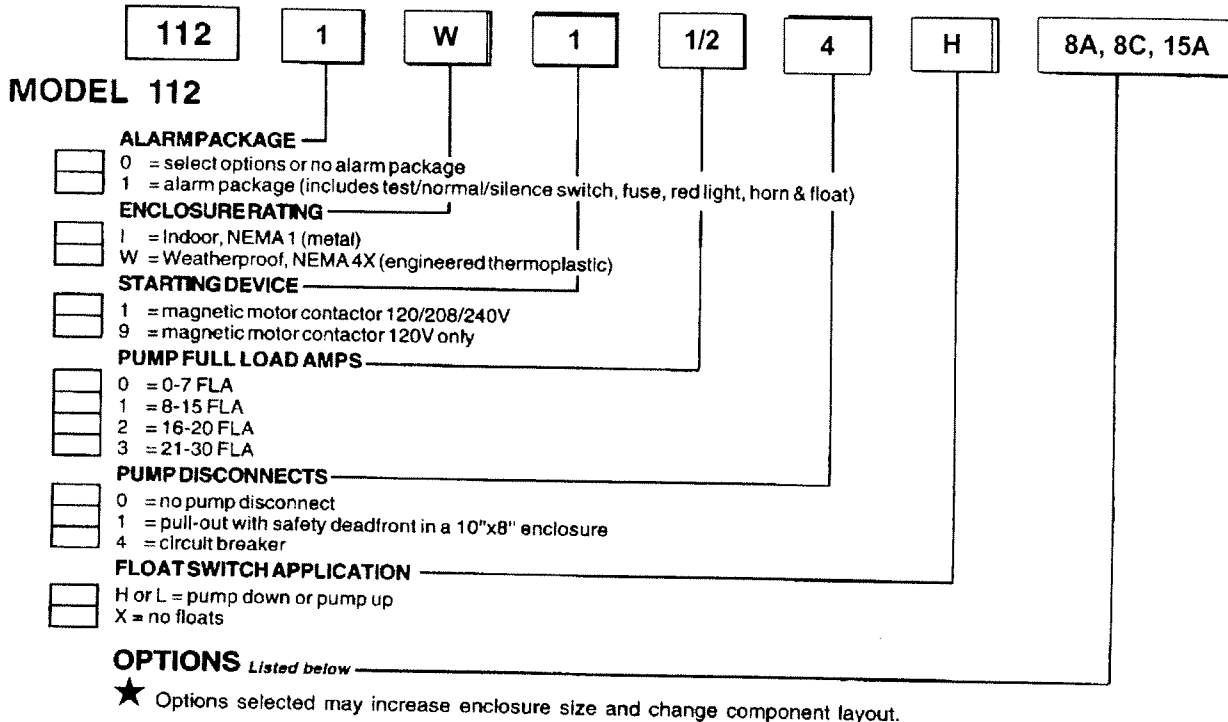 112 1 W 1 1/2 4 H 8A, 8C, 15A
MODEL 112
ALARM PACKAGE
0 = select options or no alarm package
1 = alarm package (includes test/normal/silence switch, fuse, red light, horn & float)
ENCLOSURE RATING
I = Indoor, NEMA 1 (metal)
W = Weatherproof, NEMA 4X (engineered thermoplastic)
STARTING DEVICE
1 = magnetic motor contactor 120/208/240V
9 = magnetic motor contactor 120V only
PUMP FULL LOAD AMPS
0 = 0-7 FLA
1 = 8-15 FLA
2 = 16-20 FLA
3 = 21-30 FLA
PUMP DISCONNECTS
0 = no pump disconnect
1 = pull-out with safety deadfront in a 10"x8" enclosure
4 = circuit breaker
FLOAT SWITCH APPLICATION
H or L = pump down or pump up
X = no floats
OPTIONS Listed below
★ Options selected may increase enclosure size and change component layout.